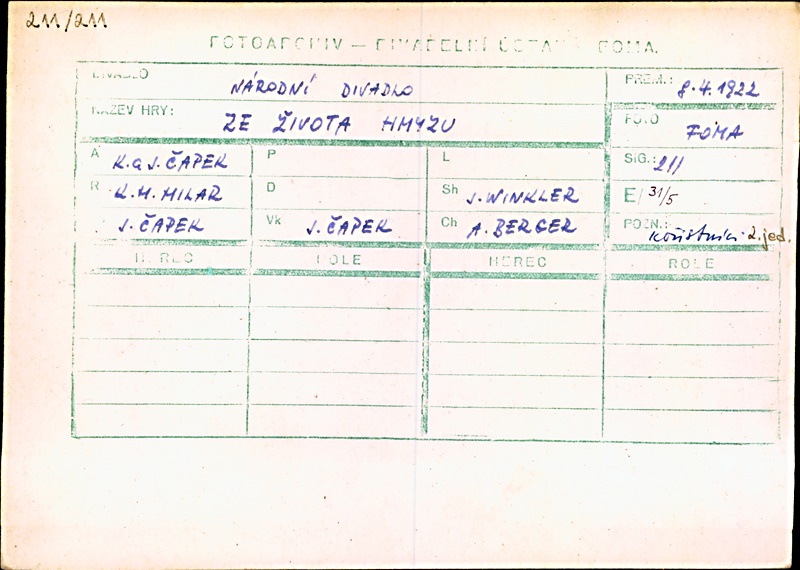 211/211
FOTOARCHIV — DIVADELNÍ ÚSTAV FOMA.
DIVADLO NÁRODNÍ DIVADLO PREM.: 8.4.1922
NÁZEV HRY: ZE ŽIVOTA HMYZU FOTO FOMA
A K. a J. ČAPEK P L SIG.: 211
R K. H. HILAR D Sh J. WINKLER E/ 31/5
J. ČAPEK Vk J. ČAPEK Ch A. BERGER POZN.: kořistníci 2. jed.
HEREC ROLE HEREC ROLE